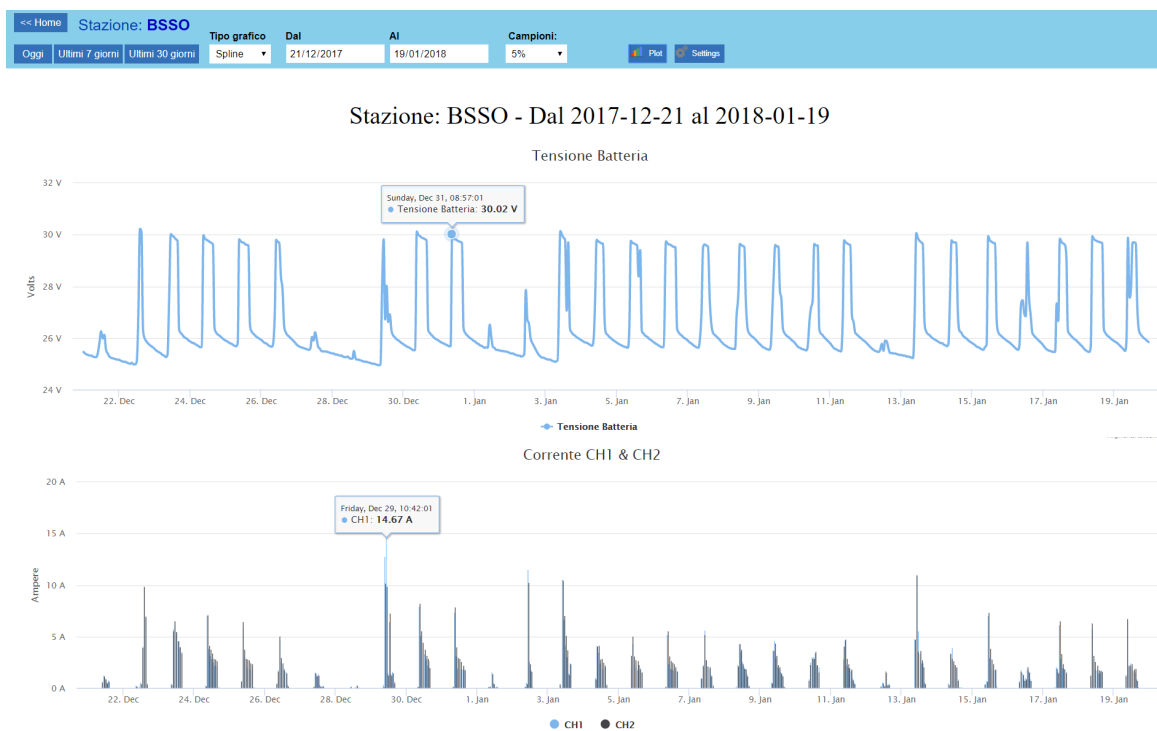 << Home Stazione: BSSO
Tipo grafico Dal Al Campioni:
Oggi Ultimi 7 giorni Ultimi 30 giorni Spline 21/12/2017 19/01/2018 5% Plot Settings
Stazione: BSSO - Dal 2017-12-21 al 2018-01-19
Tensione Batteria
32 V
Sunday, Dec 31, 08:57:01
Tensione Batteria: 30.02 V
30 V
Volts
28 V
26 V
24 V
22. Dec 24. Dec 26. Dec 28. Dec 30. Dec 1. Jan 3. Jan 5. Jan 7. Jan 9. Jan 11. Jan 13. Jan 15. Jan 17. Jan 19. Jan
Tensione Batteria
Corrente CH1 & CH2
20 A
Friday, Dec 29, 10:42:01
CH1: 14.67 A
15 A
Ampere
10 A
5 A
0 A
22. Dec 24. Dec 26. Dec 28. Dec 30. Dec 1. Jan 3. Jan 5. Jan 7. Jan 9. Jan 11. Jan 13. Jan 15. Jan 17. Jan 19. Jan
CH1 CH2